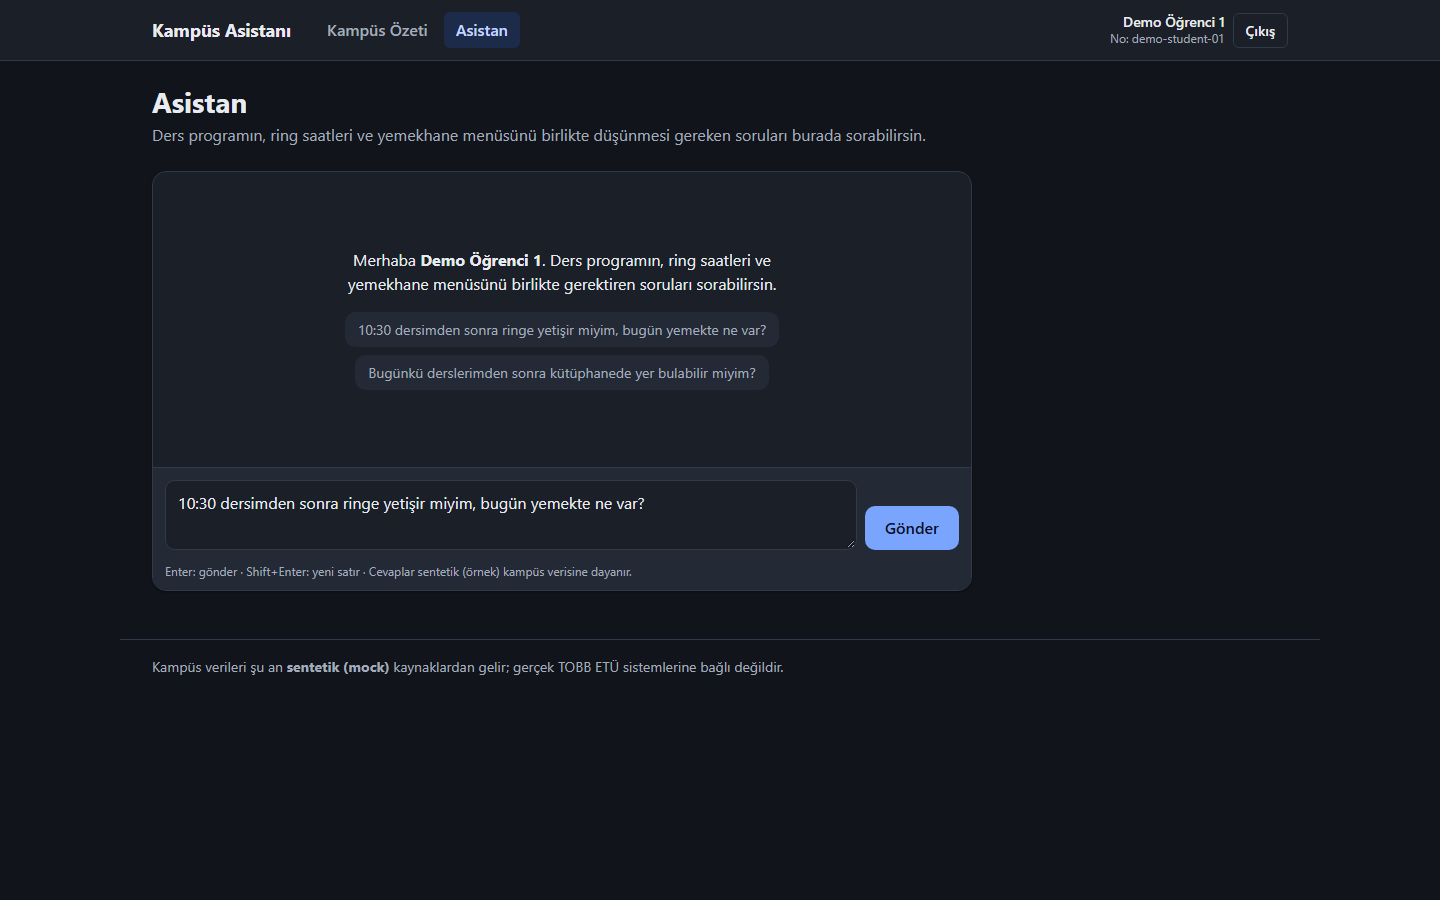 Kampüs Asistanı
Kampüs Özeti
Asistan
Demo Öğrenci 1
No: demo-student-01
Çıkış
Asistan
Ders programın, ring saatleri ve yemekhane menüsünü birlikte düşünmesi gereken soruları burada sorabilirsin.
Merhaba Demo Öğrenci 1. Ders programın, ring saatleri ve
yemekhane menüsünü birlikte gerektiren soruları sorabilirsin.
10:30 dersimden sonra ringe yetişir miyim, bugün yemekte ne var?
Bugünkü derslerimden sonra kütüphanede yer bulabilir miyim?
10:30 dersimden sonra ringe yetişir miyim, bugün yemekte ne var?
Gönder
Enter: gönder · Shift+Enter: yeni satır · Cevaplar sentetik (örnek) kampüs verisine dayanır.
Kampüs verileri şu an sentetik (mock) kaynaklardan gelir; gerçek TOBB ETÜ sistemlerine bağlı değildir.